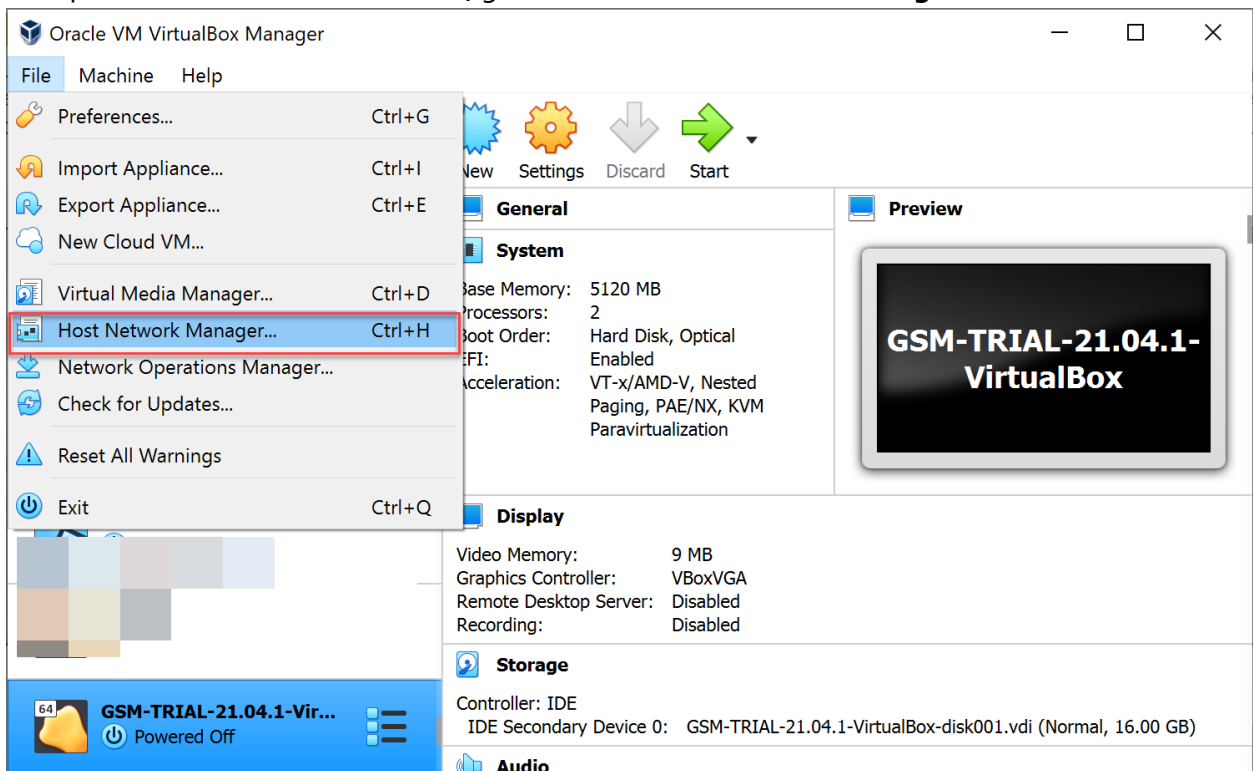 Oracle VM VirtualBox Manager
File Machine Help
Preferences... Ctrl+G
Import Appliance... Ctrl+I
Export Appliance... Ctrl+E
New Cloud VM...
Virtual Media Manager... Ctrl+D
Host Network Manager... Ctrl+H
Network Operations Manager...
Check for Updates...
Reset All Warnings
Exit Ctrl+Q
New Settings Discard Start
General
Preview
System
Base Memory: 5120 MB
Processors: 2
Boot Order: Hard Disk, Optical
EFI: Enabled
Acceleration: VT-x/AMD-V, Nested
Paging, PAE/NX, KVM
Paravirtualization
GSM-TRIAL-21.04.1-
VirtualBox
Display
Video Memory: 9 MB
Graphics Controller: VBoxVGA
Remote Desktop Server: Disabled
Recording: Disabled
Storage
Controller: IDE
IDE Secondary Device 0: GSM-TRIAL-21.04.1-VirtualBox-disk001.vdi (Normal, 16.00 GB)
Audio
64
GSM-TRIAL-21.04.1-Vir...
Powered Off